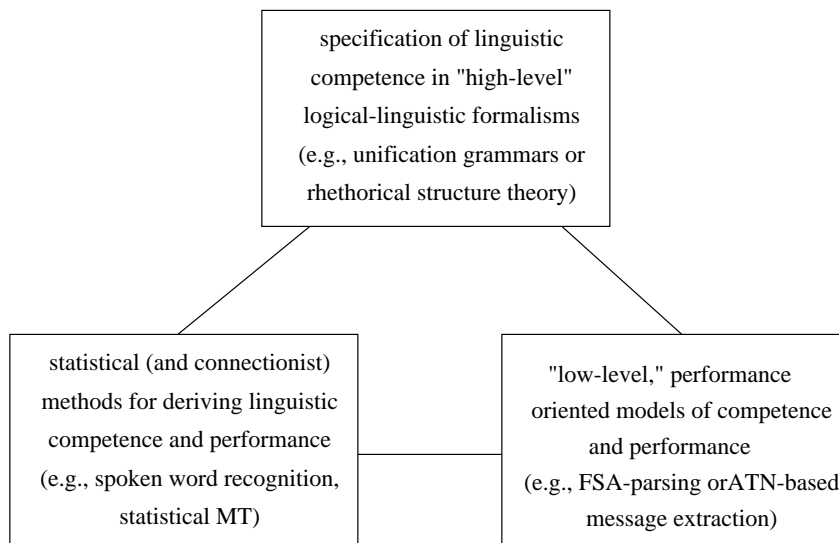 specification of linguistic
competence in "high-level"
logical-linguistic formalisms
(e.g., unification grammars or
rhethorical structure theory)
statistical (and connectionist)
methods for deriving linguistic
competence and performance
(e.g., spoken word recognition,
statistical MT)
"low-level," performance
oriented models of competence
and performance
(e.g., FSA-parsing orATN-based
message extraction)